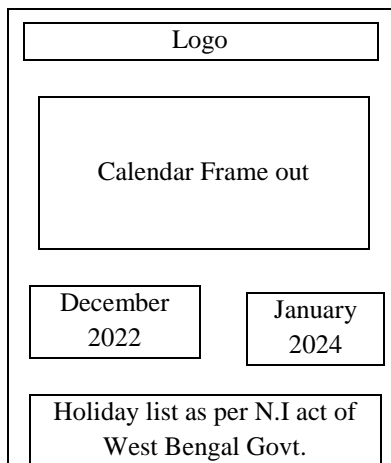 Logo
Calendar Frame out
December
2022
January
2024
Holiday list as per N.I act of
West Bengal Govt.